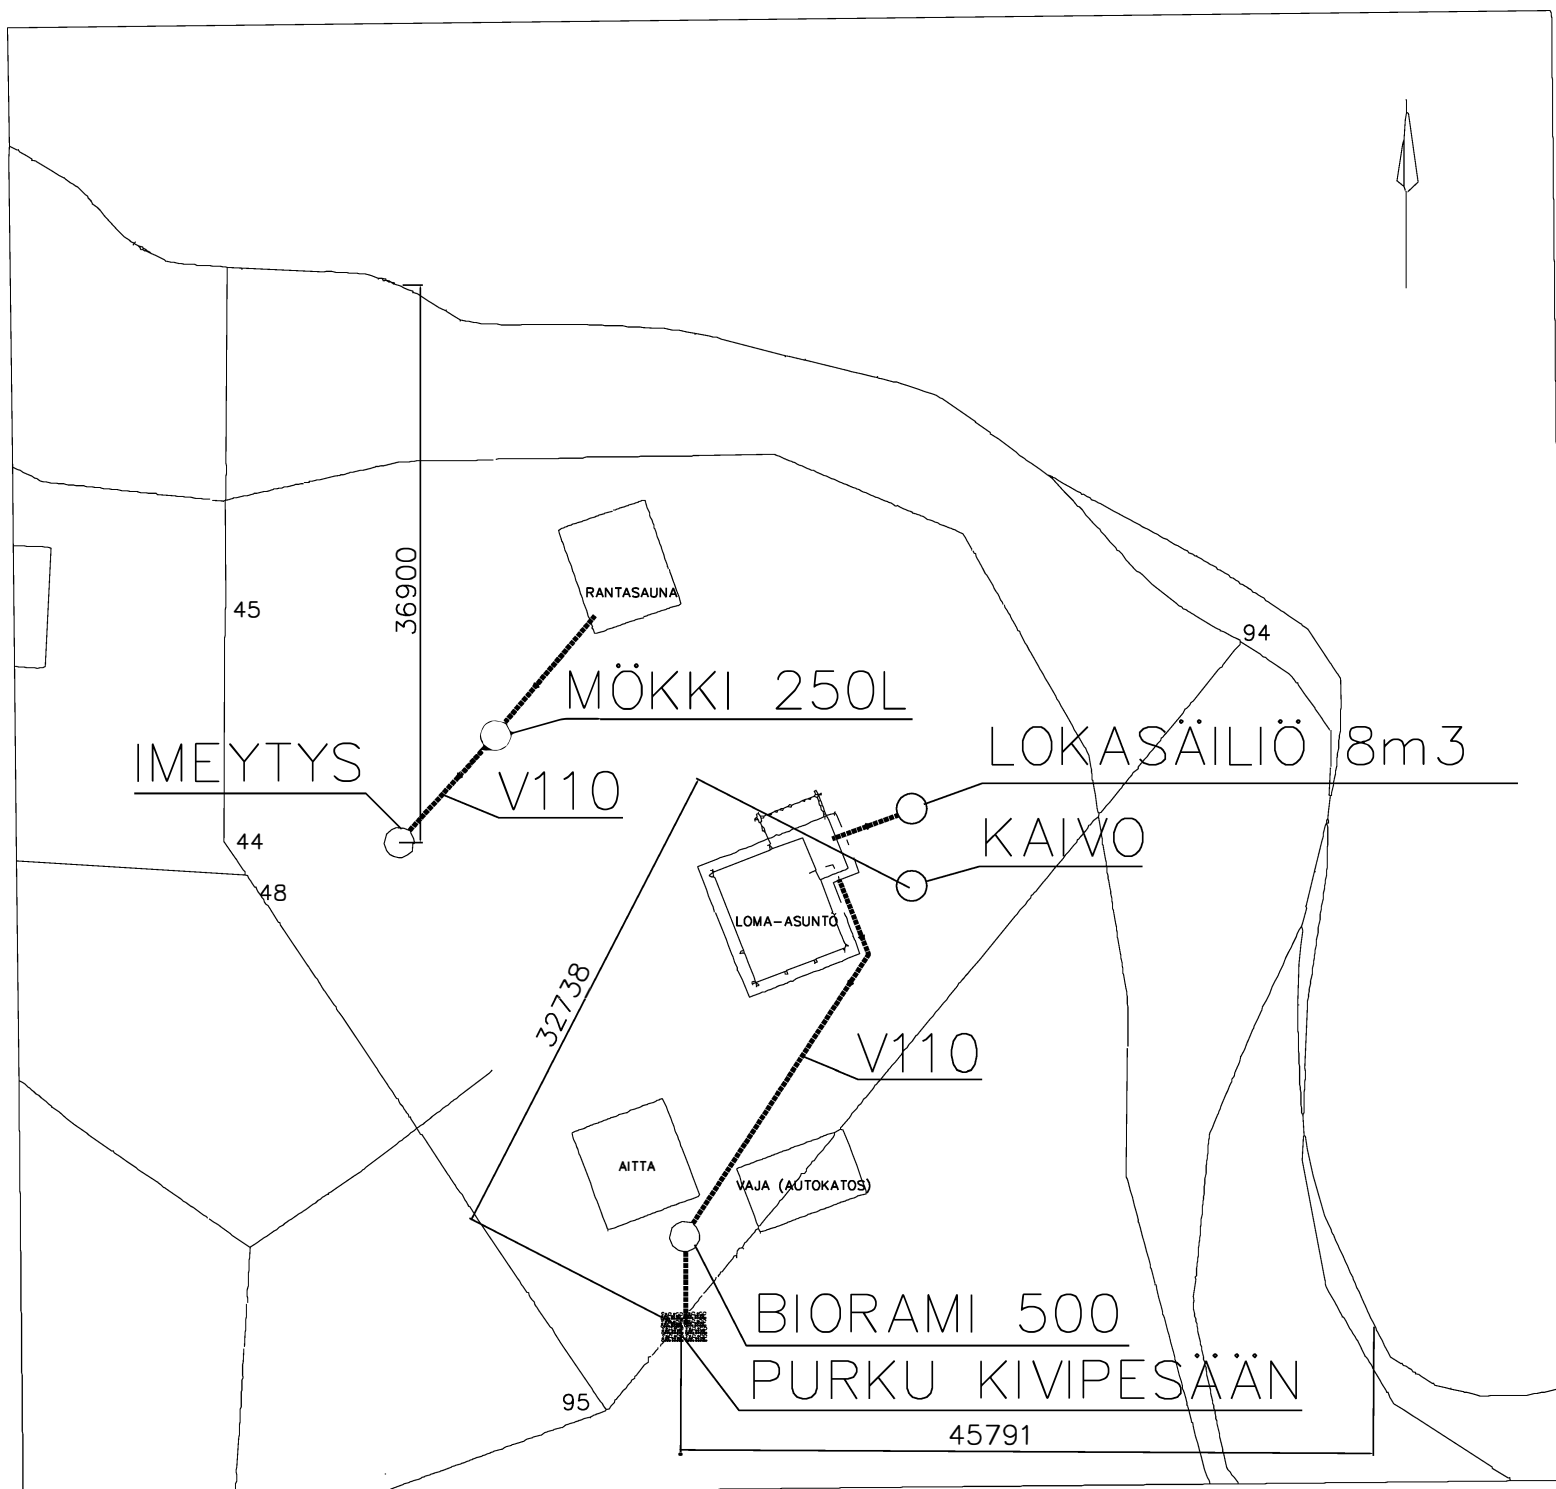 45
36900
RANTASAUNA
94
MÖKKI 250L
IMEYTYS
V110
LOKASÄILIÖ 8m3
KAIVO
44
48
LOMA-ASUNTO
32738
V110
AITTA
VAJA (AUTOKATOS)
BIORAMI 500
PURKU KIVIPESÄÄN
95
45791